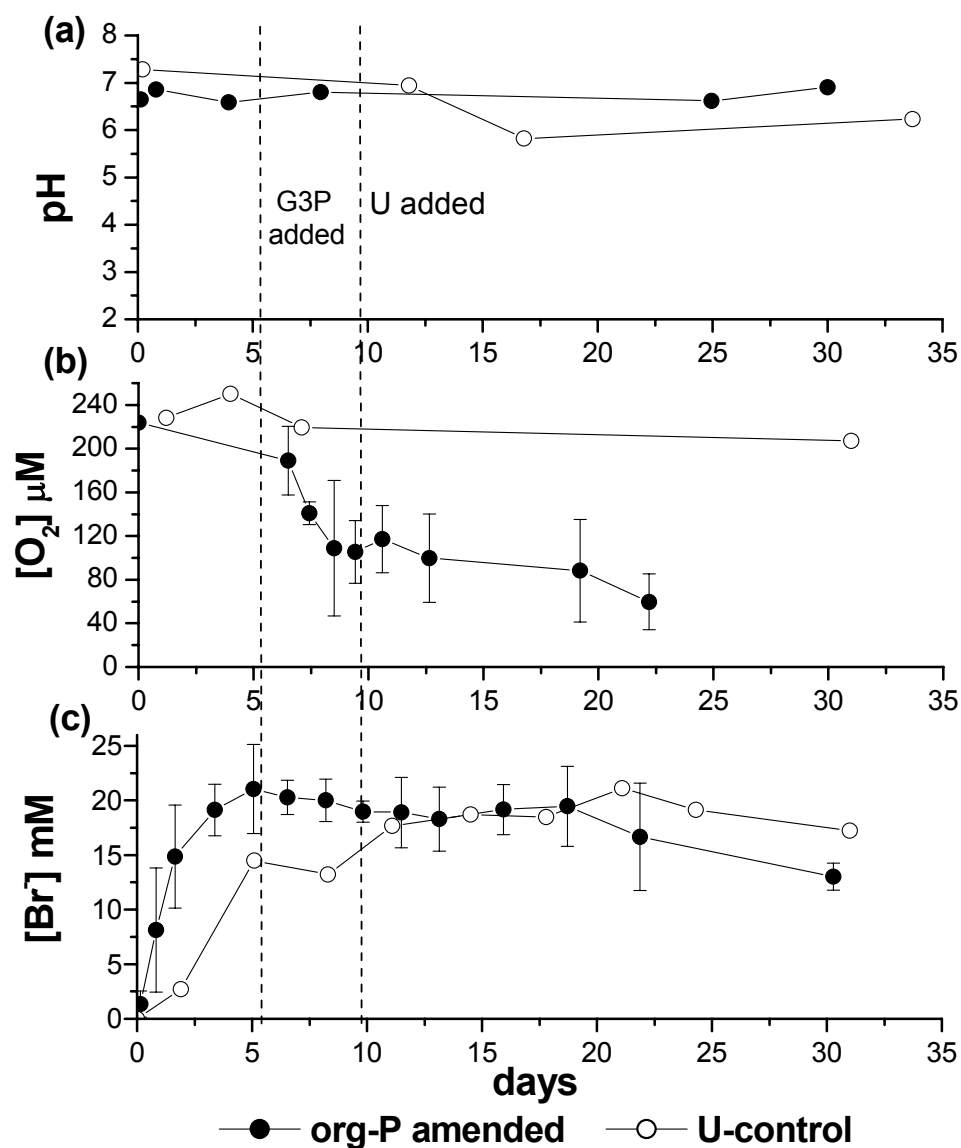 (a)
8
7
6
5
4
3
2
pH
G3P
added
U added
0 5 10 15 20 25 30 35
(b)
240
200
160
120
80
40
0
[O2] μM
0 5 10 15 20 25 30 35
(c)
25
20
15
10
5
0
[Br-] mM
0 5 10 15 20 25 30 35
days
org-P amended U-control